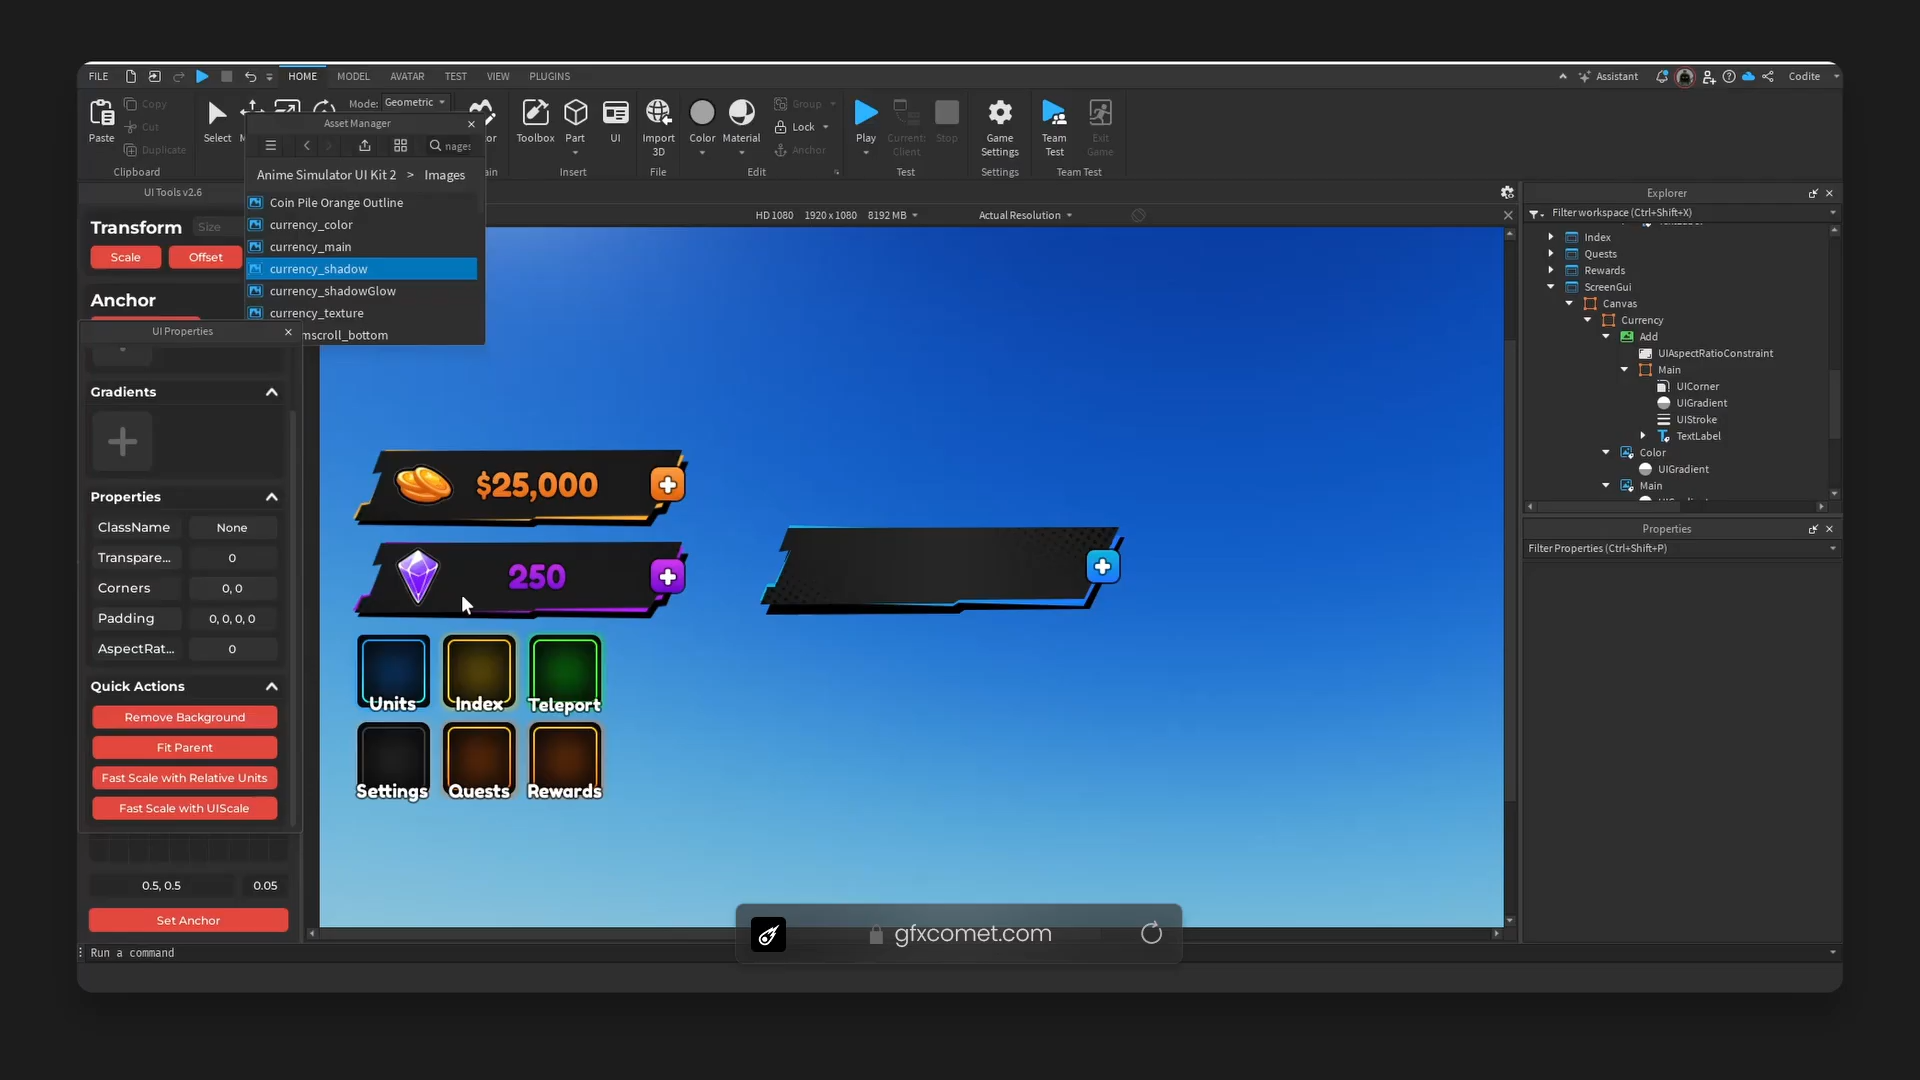 FILE
HOME
MODEL
AVATAR
TEST
VIEW
PLUGINS
Assistant
Codite
Paste
Copy
Cut
Duplicate
Clipboard
Select
Mode: Geometric
Toolbox
Part
UI
Insert
Import
3D
File
Color
Material
Group
Lock
Anchor
Edit
Play
Current:
Client
Stop
Test
Game
Settings
Settings
Team
Test
Exit
Game
Team Test
Asset Manager
Anime Simulator UI Kit 2 > Images
Coin Pile Orange Outline
currency_color
currency_main
currency_shadow
currency_shadowGlow
currency_texture
mscroll_bottom
UI Tools v2.6
Transform
Size
Scale
Offset
Anchor
UI Properties
Gradients
Properties
ClassName None
Transpare... 0
Corners 0, 0
Padding 0, 0, 0, 0
AspectRat... 0
Quick Actions
Remove Background
Fit Parent
Fast Scale with Relative Units
Fast Scale with UIScale
0.5, 0.5 0.05
Set Anchor
Run a command
HD 1080 1920 x 1080 8192 MB
Actual Resolution
$25,000
250
Units
Index
Teleport
Settings
Quests
Rewards
gfxcomet.com
Explorer
Filter workspace (Ctrl+Shift+X)
Index
Quests
Rewards
ScreenGui
Canvas
Currency
Add
UIAspectRatioConstraint
Main
UICorner
UIGradient
UIStroke
TextLabel
Color
UIGradient
Main
Properties
Filter Properties (Ctrl+Shift+P)